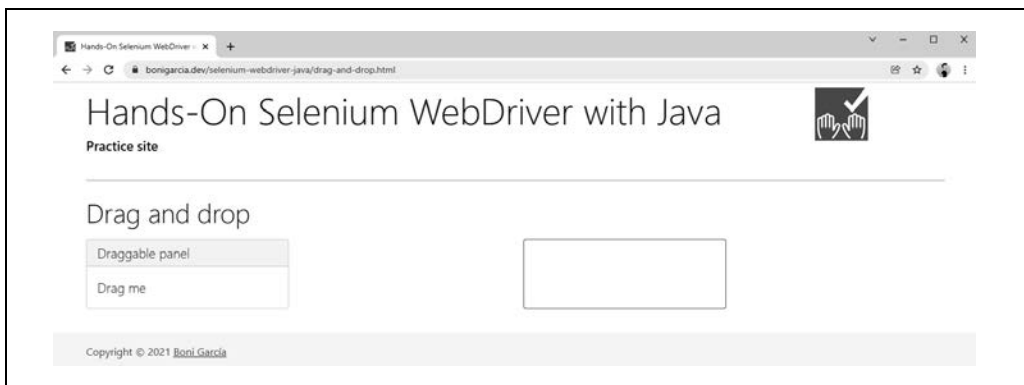 Hands-On Selenium WebDriver
bonigarcia.dev/selenium-webdriver-java/drag-and-drop.html
Hands-On Selenium WebDriver with Java
Practice site
Drag and drop
Draggable panel
Drag me
Copyright © 2021 Boni García